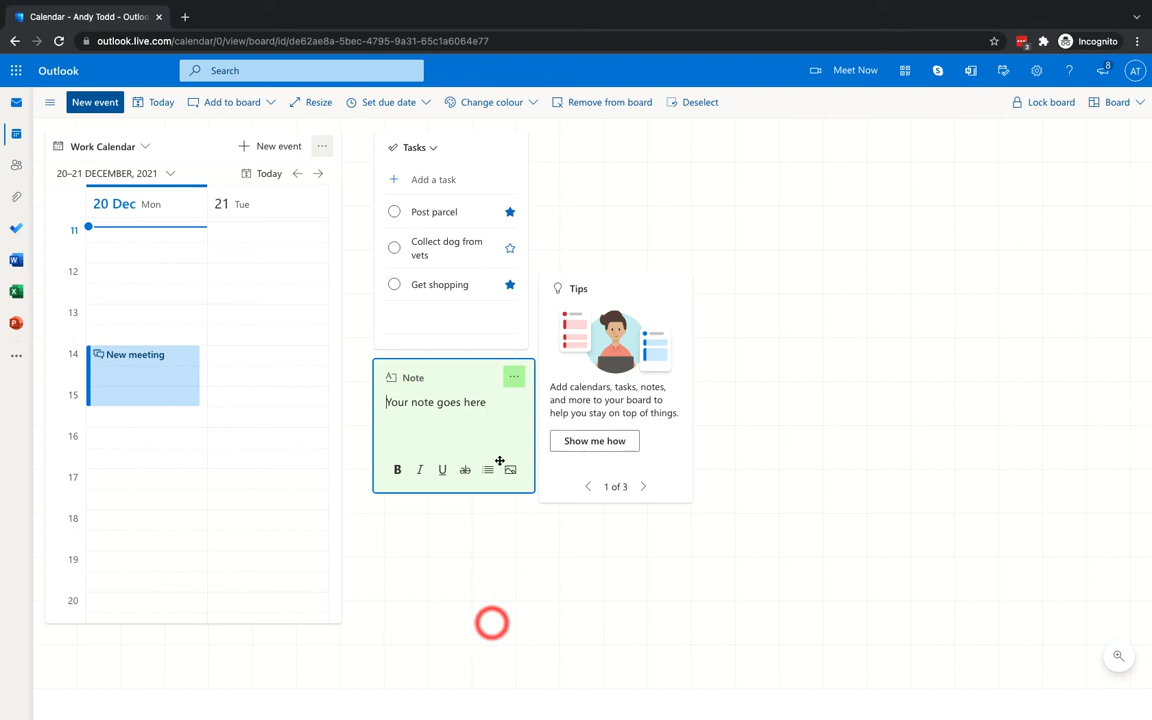 Calendar - Andy Todd - Outloo
outlook.live.com/calendar/0/view/board/id/de62ae8a-5bec-4795-9a31-65c1a6064e77
3
Incognito
Outlook
Search
Meet Now
8
AT
New event
Today
Add to board
Resize
Set due date
Change colour
Remove from board
Deselect
Lock board
Board
Work Calendar
New event
20–21 DECEMBER, 2021
Today
20 Dec Mon
21 Tue
11
12
13
14
15
16
17
18
19
20
New meeting
Tasks
Add a task
Post parcel
Collect dog from
vets
Get shopping
Note
Your note goes here
B I U ab
Tips
Add calendars, tasks, notes,
and more to your board to
help you stay on top of things.
Show me how
1 of 3